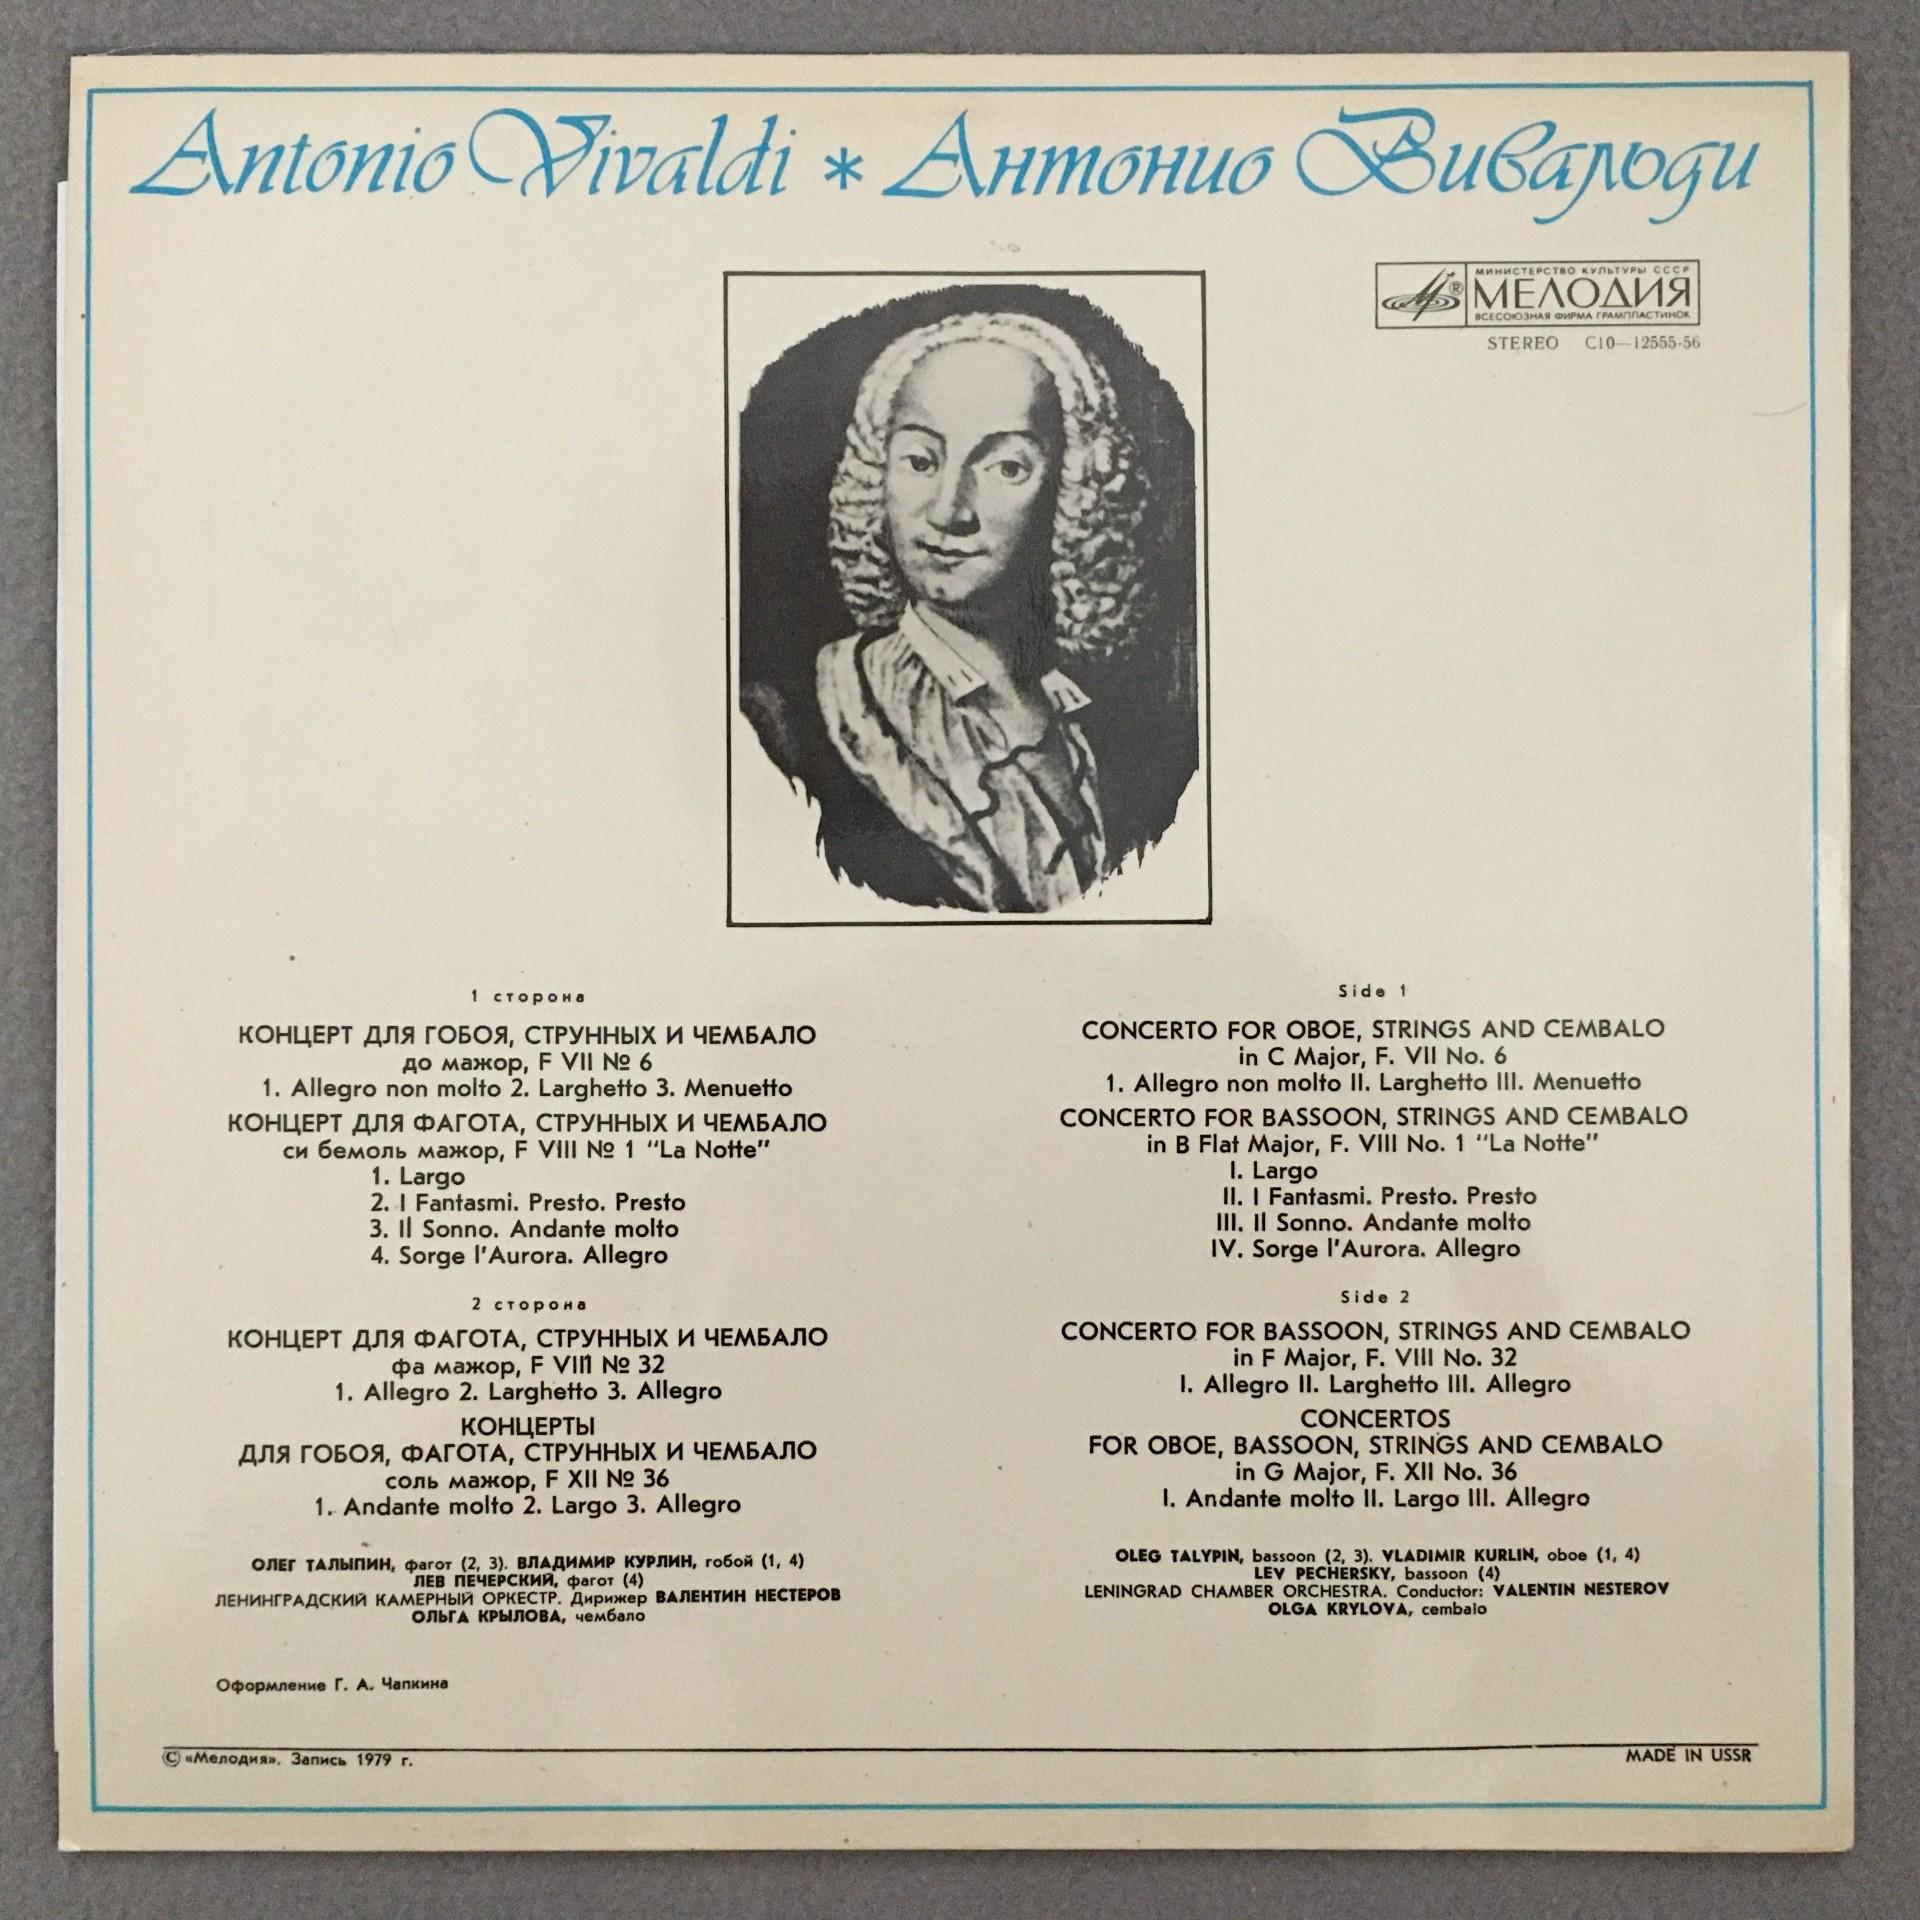 Antonio Vivaldi * Антонио Вивальди
МИНИСТЕРСТВО КУЛЬТУРЫ СССР
МЕЛОДИЯ
ВСЕСОЮЗНАЯ ФИРМА ГРАМПЛАСТИНОК
STEREO С10—12555-56
1 сторона
КОНЦЕРТ ДЛЯ ГОБОЯ, СТРУННЫХ И ЧЕМБАЛО
до мажор, F VII № 6
1. Allegro non molto 2. Larghetto 3. Menuetto
КОНЦЕРТ ДЛЯ ФАГОТА, СТРУННЫХ И ЧЕМБАЛО
си бемоль мажор, F VIII № 1 “La Notte”
1. Largo
2. I Fantasmi. Presto. Presto
3. Il Sonno. Andante molto
4. Sorge l'Aurora. Allegro
2 сторона
КОНЦЕРТ ДЛЯ ФАГОТА, СТРУННЫХ И ЧЕМБАЛО
фа мажор, F VIII № 32
1. Allegro 2. Larghetto 3. Allegro
КОНЦЕРТЫ
ДЛЯ ГОБОЯ, ФАГОТА, СТРУННЫХ И ЧЕМБАЛО
соль мажор, F XII № 36
1. Andante molto 2. Largo 3. Allegro
ОЛЕГ ТАЛЫПИН, фагот (2, 3). ВЛАДИМИР КУРЛИН, гобой (1, 4)
ЛЕВ ПЕЧЕРСКИЙ, фагот (4)
ЛЕНИНГРАДСКИЙ КАМЕРНЫЙ ОРКЕСТР. Дирижер ВАЛЕНТИН НЕСТЕРОВ
ОЛЬГА КРЫЛОВА, чембало
Side 1
CONCERTO FOR OBOE, STRINGS AND CEMBALO
in C Major, F. VII No. 6
1. Allegro non molto II. Larghetto III. Menuetto
CONCERTO FOR BASSOON, STRINGS AND CEMBALO
in B Flat Major, F. VIII No. 1 “La Notte”
I. Largo
II. I Fantasmi. Presto. Presto
III. Il Sonno. Andante molto
IV. Sorge l'Aurora. Allegro
Side 2
CONCERTO FOR BASSOON, STRINGS AND CEMBALO
in F Major, F. VIII No. 32
I. Allegro II. Larghetto III. Allegro
CONCERTOS
FOR OBOE, BASSOON, STRINGS AND CEMBALO
in G Major, F. XII No. 36
I. Andante molto II. Largo III. Allegro
OLEG TALYPIN, bassoon (2, 3). VLADIMIR KURLIN, oboe (1, 4)
LEV PECHERSKY, bassoon (4)
LENINGRAD CHAMBER ORCHESTRA. Conductor: VALENTIN NESTEROV
OLGA KRYLOVA, cembalo
Оформление Г. А. Чапкина
© «Мелодия». Запись 1979 г.
MADE IN USSR